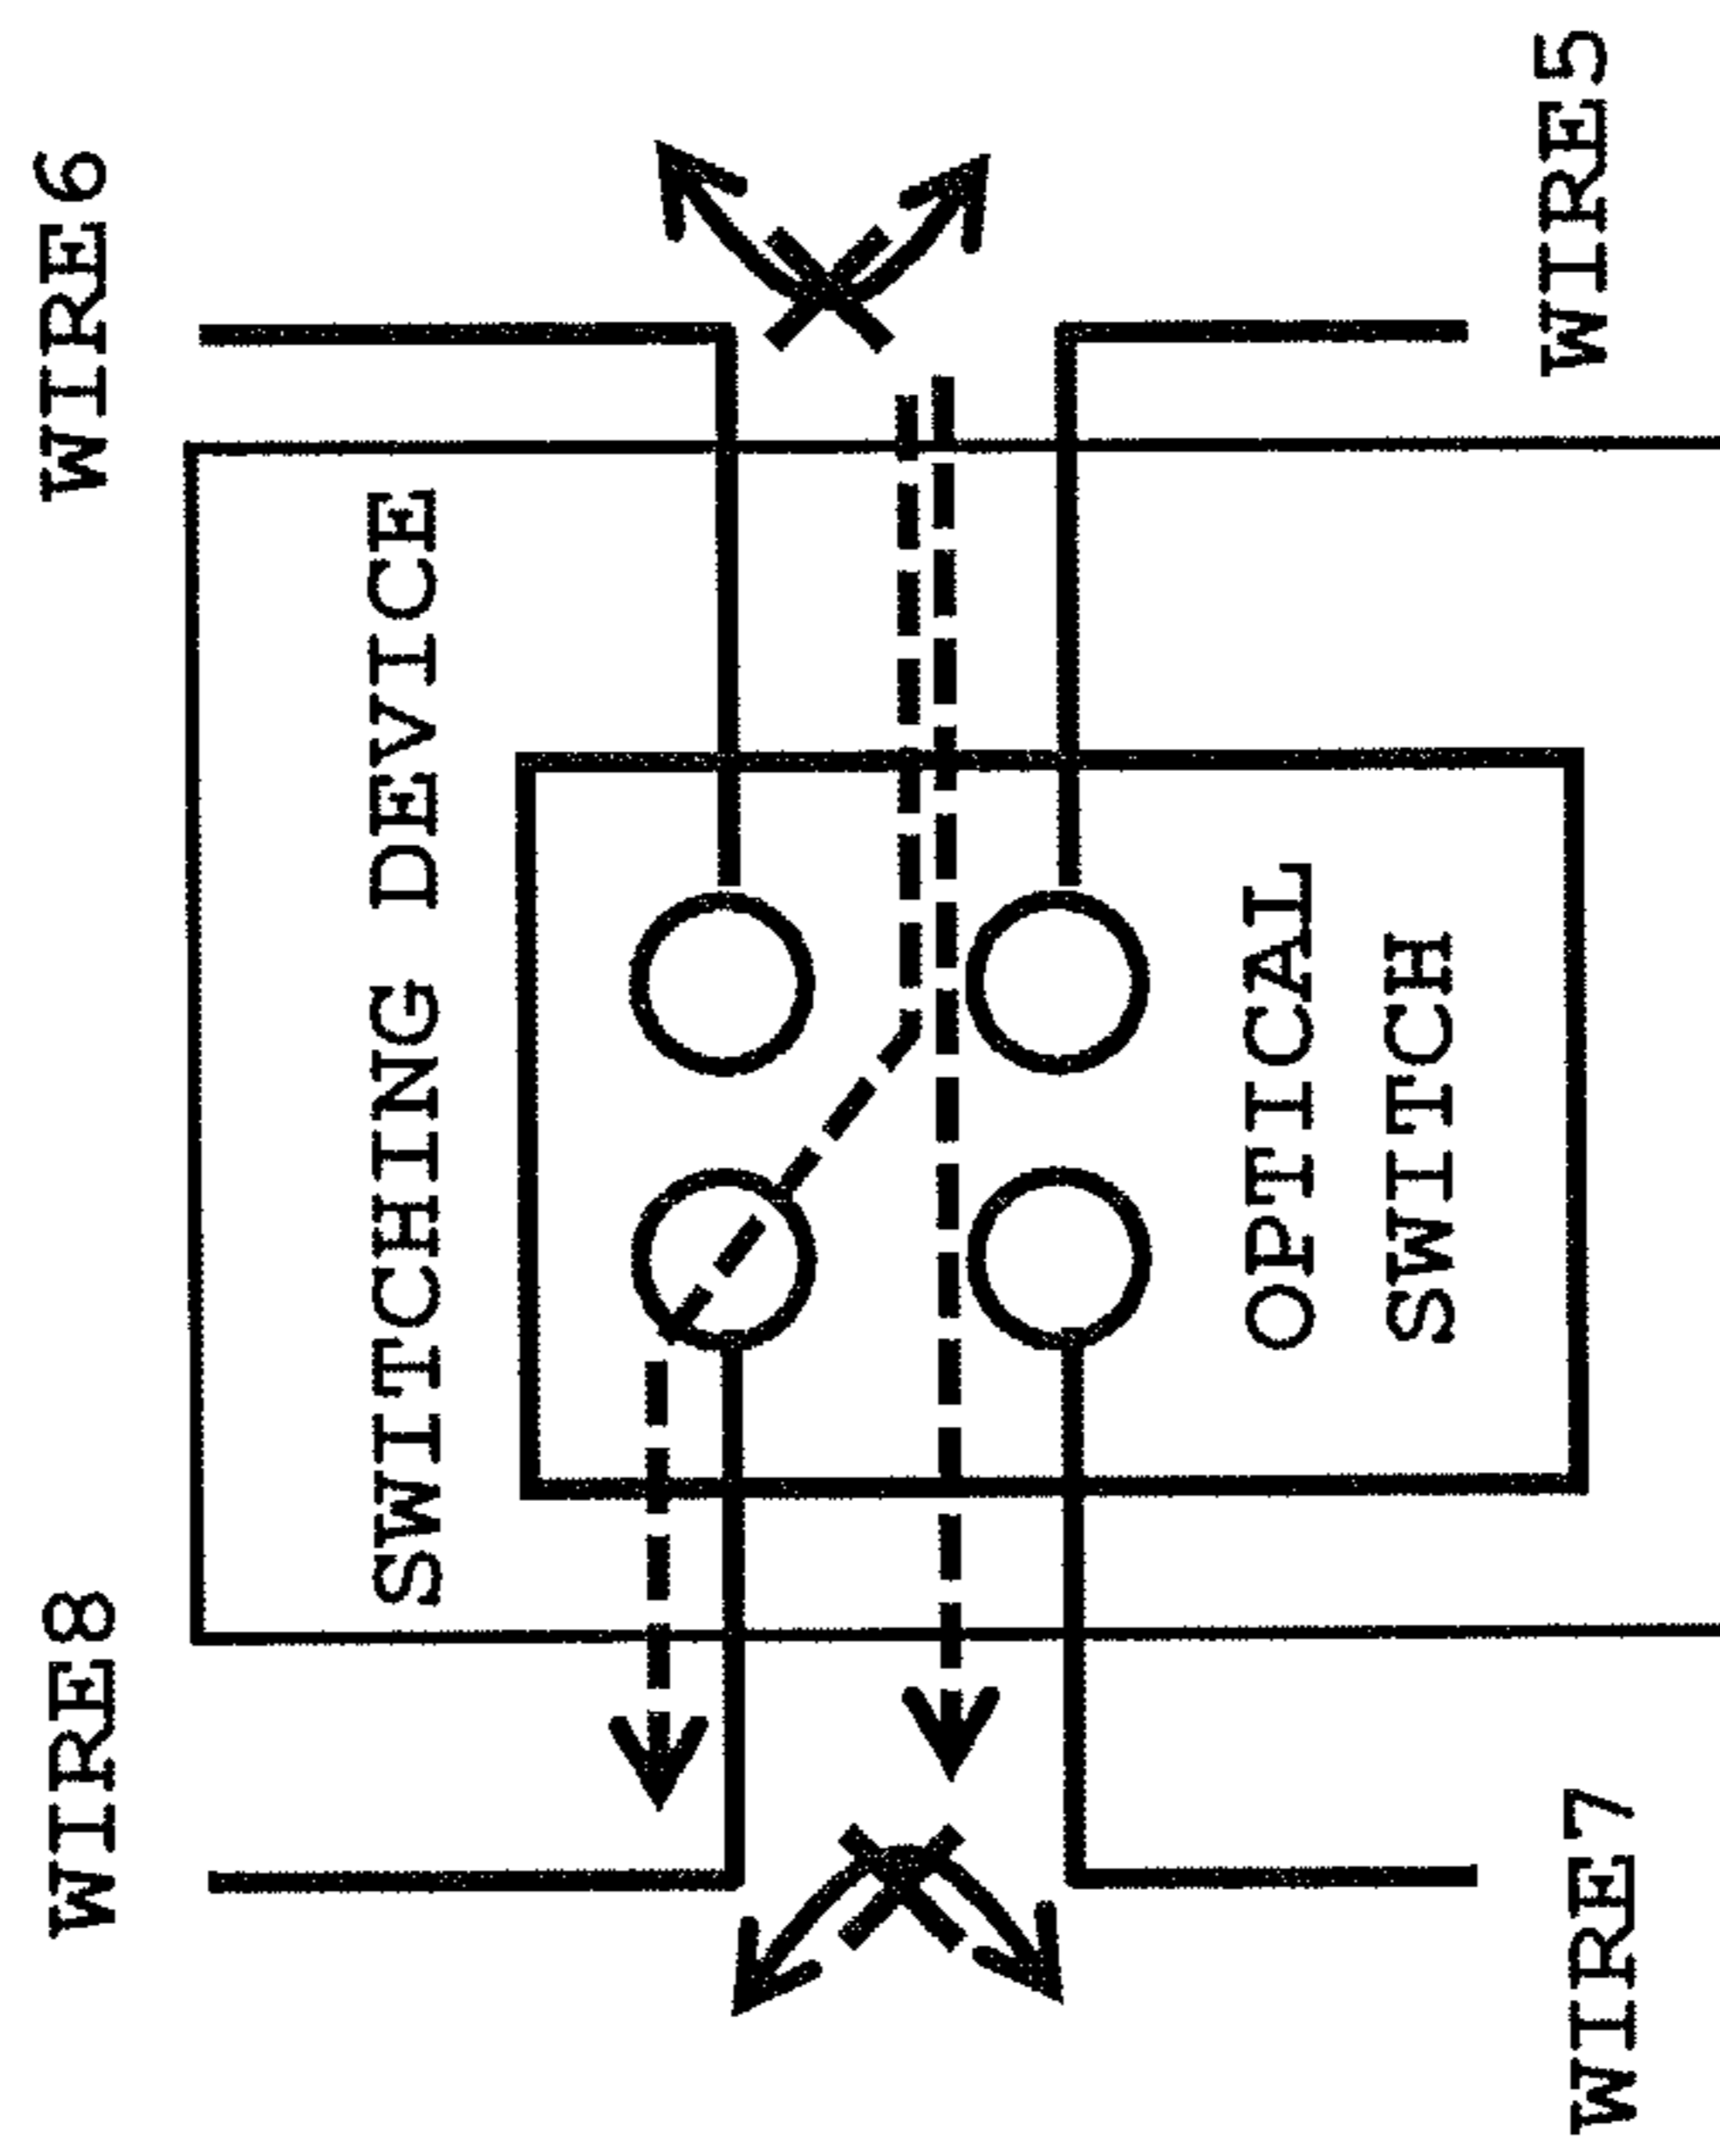 WIRE8
WIRE6
SWITCHING DEVICE
OPTICAL
SWITCH
WIRE7
WIRE5